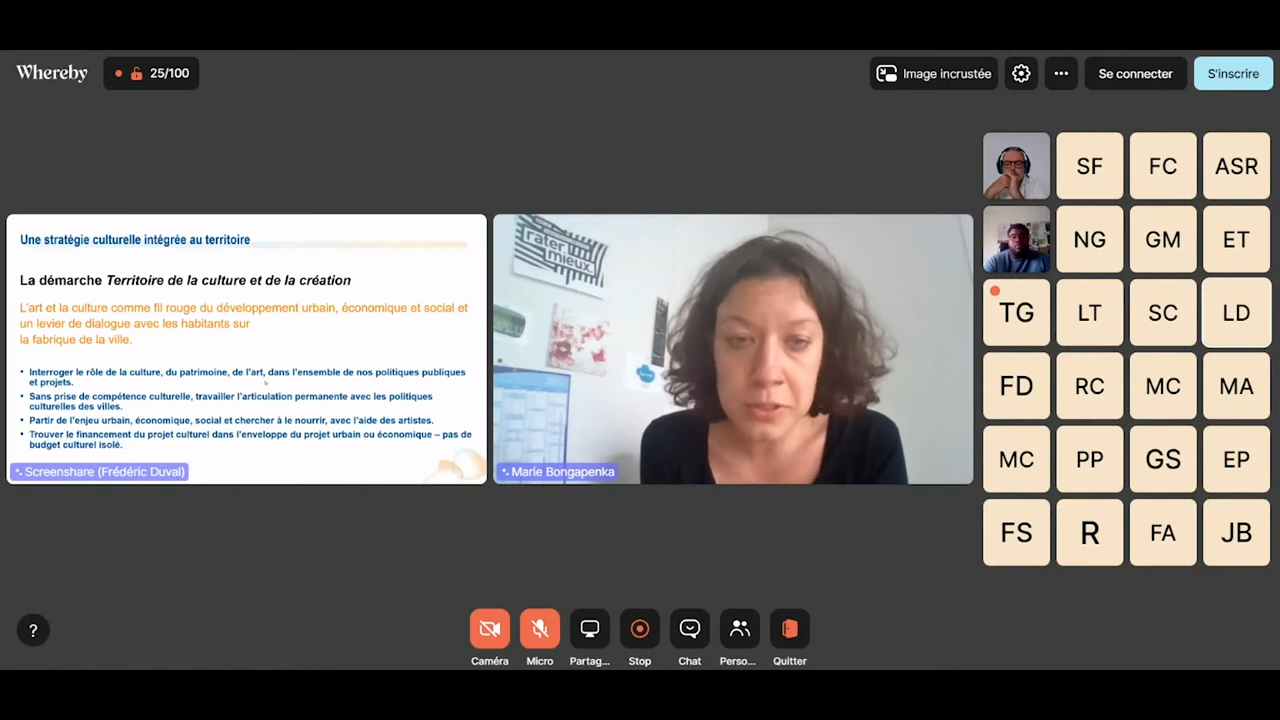 Whereby
25/100
Image incrustée
Se connecter
S'inscrire
Une stratégie culturelle intégrée au territoire
La démarche Territoire de la culture et de la création
L'art et la culture comme fil rouge du développement urbain, économique et social et
un levier de dialogue avec les habitants sur
la fabrique de la ville.
• Interroger le rôle de la culture, du patrimoine, de l'art, dans l'ensemble de nos politiques publiques
et projets.
• Sans prise de compétence culturelle, travailler l'articulation permanente avec les politiques
culturelles des villes.
• Partir de l'enjeu urbain, économique, social et chercher à le nourrir, avec l'aide des artistes.
• Trouver le financement du projet culturel dans l'enveloppe du projet urbain ou économique – pas de
budget culturel isolé.
Screenshare (Frédéric Duval)
rater
mieux.
Marie Bongapenka
SF FC ASR
NG GM ET
TG LT SC LD
FD RC MC MA
MC PP GS EP
FS R FA JB
?
Caméra Micro Partag... Stop Chat Perso... Quitter